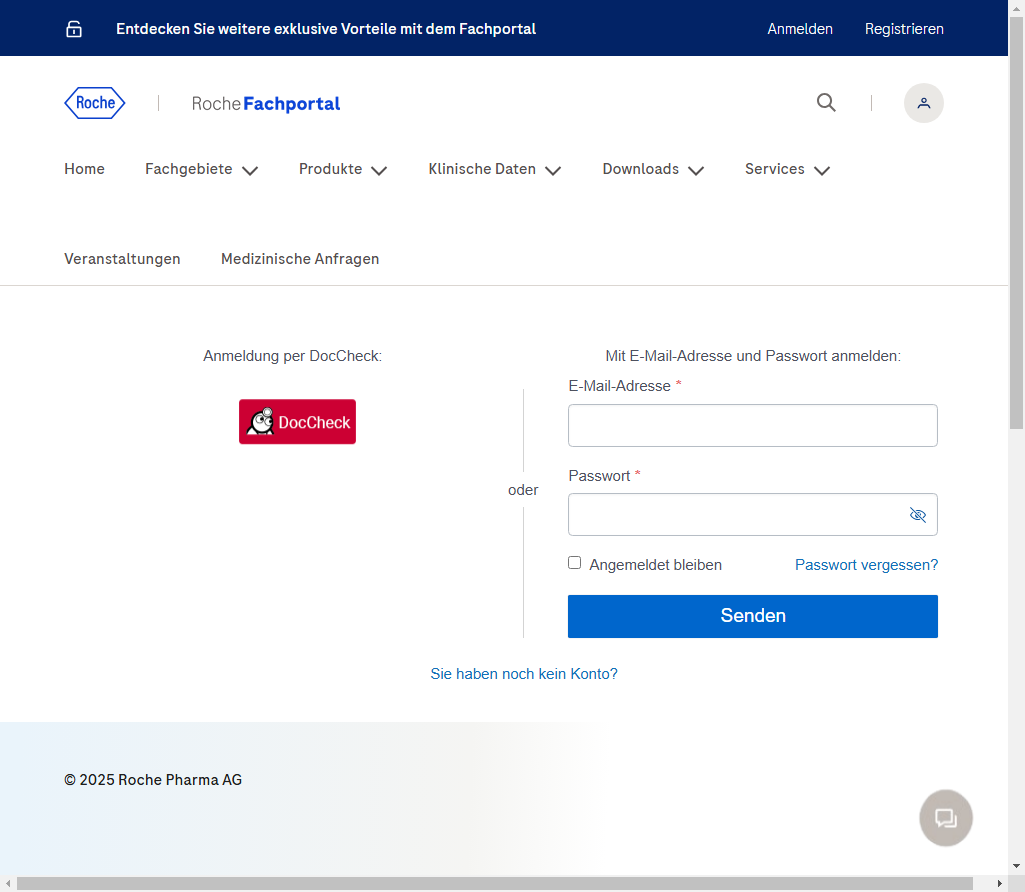 Entdecken Sie weitere exklusive Vorteile mit dem Fachportal
Anmelden
Registrieren
Roche
Roche Fachportal
Home
Fachgebiete
Produkte
Klinische Daten
Downloads
Services
Veranstaltungen
Medizinische Anfragen
Anmeldung per DocCheck:
DocCheck
oder
Mit E-Mail-Adresse und Passwort anmelden:
E-Mail-Adresse *
Passwort *
Angemeldet bleiben
Passwort vergessen?
Senden
Sie haben noch kein Konto?
© 2025 Roche Pharma AG